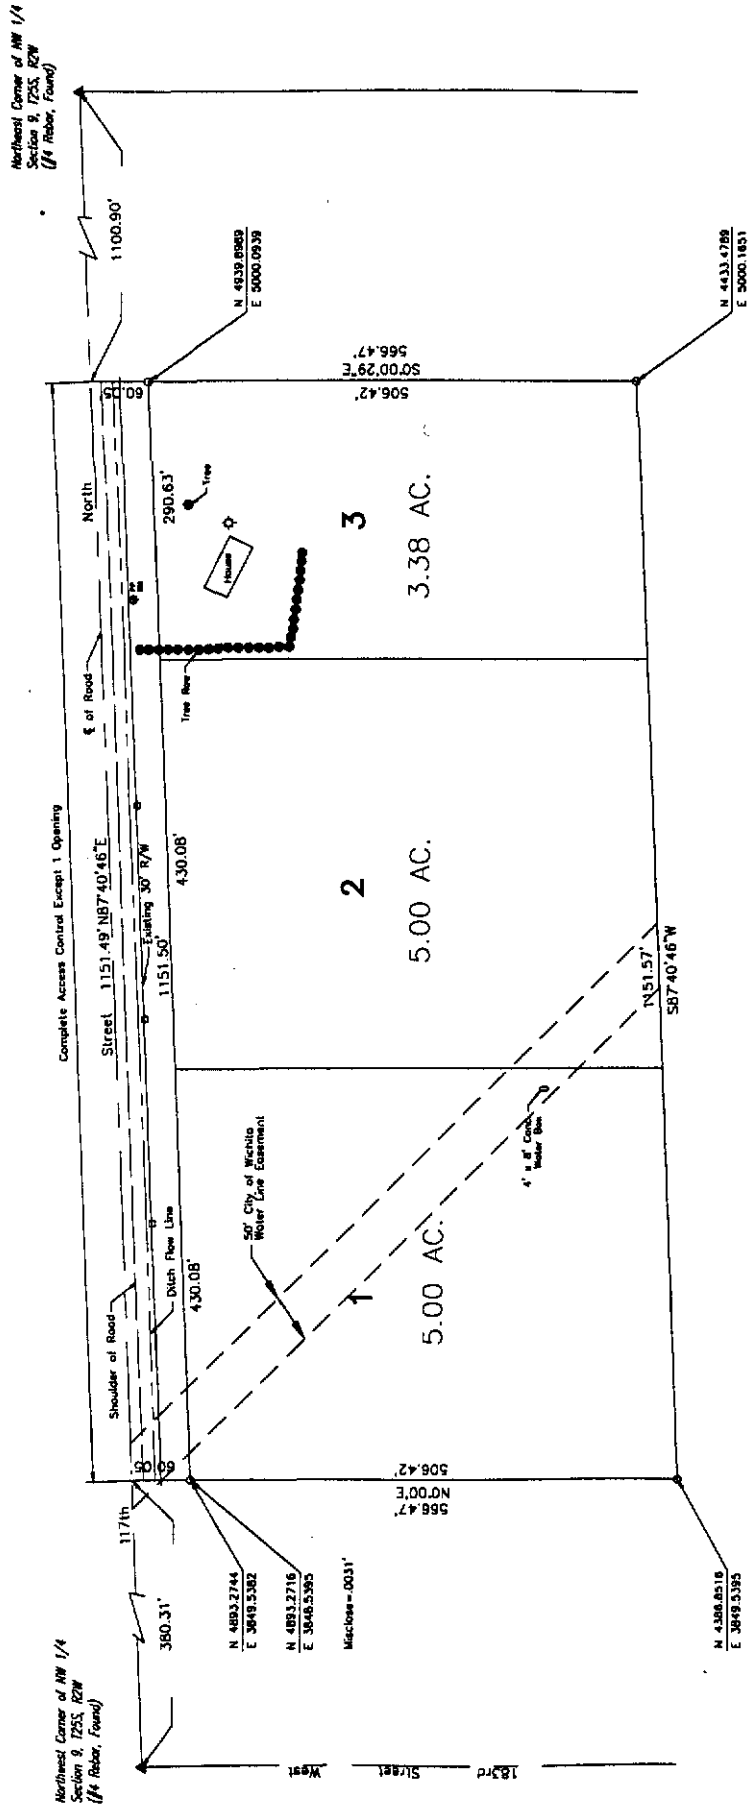 Northwest Corner of NW 1/4
Section 9, T25S, R2W
(#4 Rebar, Found)
Northeast Corner of NW 1/4
Section 9, T25S, R2W
(#4 Rebar, Found)
380.31'
1100.90'
Complete Access Control Except 1 Opening
117th
Street
North
1151.49' N87°40'46"E
℄ of Road
Shoulder of Road
Existing 30' R/W
Ditch Flow Line
1151.50'
60.05
60.05
430.08'
430.08'
290.63'
Tree
House
Tree Row
50' City of Wichita
Water Line Easement
4' x 8' Conc.
Water Box
1
5.00 AC.
2
5.00 AC.
3
3.38 AC.
506.42'
N0°00'E
566.47'
506.42'
S0°00'29"E
566.47'
1151.57'
S87°40'46"W
N 4893.2744
E 3849.5382
N 4893.2716
Misclose=.0031'
N 4939.8989
E 5000.0939
N 4433.4789
E 5000.1651
N 4386.8516
E 3849.5395
183rd
Street
West